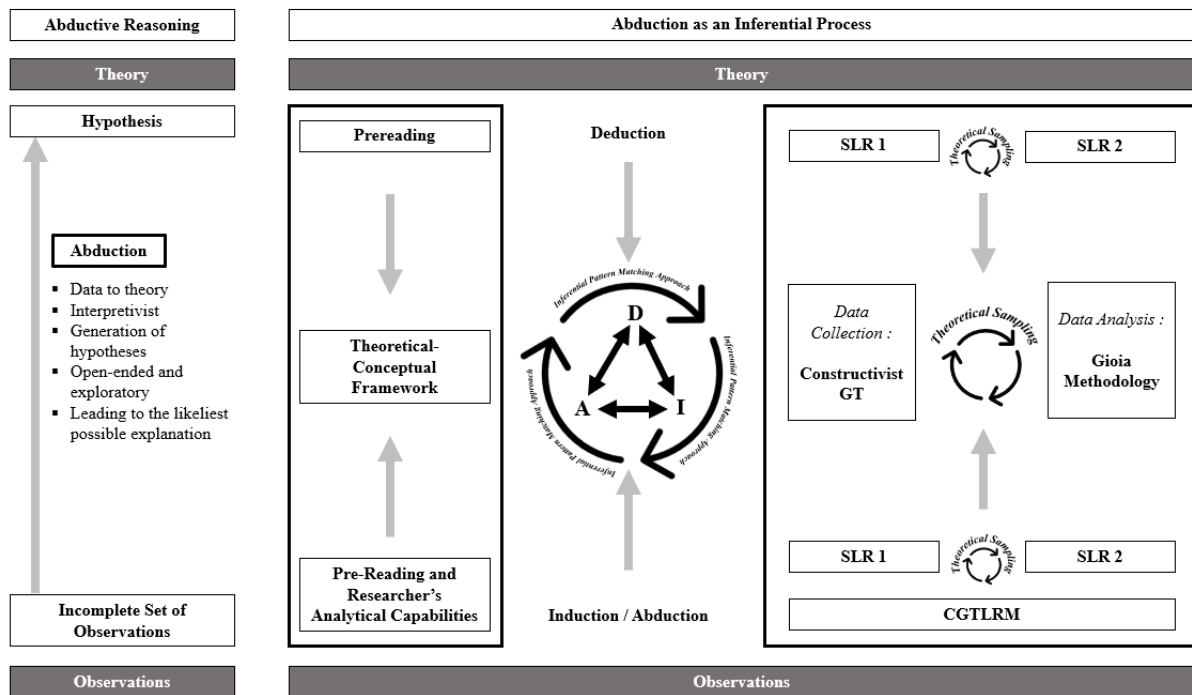 Abductive Reasoning
Theory
Hypothesis
Abduction
▪ Data to theory
▪ Interpretivist
▪ Generation of
hypotheses
▪ Open-ended and
exploratory
▪ Leading to the likeliest
possible explanation
Incomplete Set of
Observations
Observations
Abduction as an Inferential Process
Theory
Prereading
Theoretical-
Conceptual
Framework
Pre-Reading and
Researcher's
Analytical Capabilities
Deduction
Inferential Pattern Matching Approach
Inferential Pattern Matching Approach
Inferential Pattern Matching Approach
D
A
I
Induction / Abduction
SLR 1
Theoretical Sampling
SLR 2
Data
Collection :
Constructivist
GT
Theoretical Sampling
Data Analysis :
Gioia
Methodology
SLR 1
Theoretical Sampling
SLR 2
CGTLRM
Observations